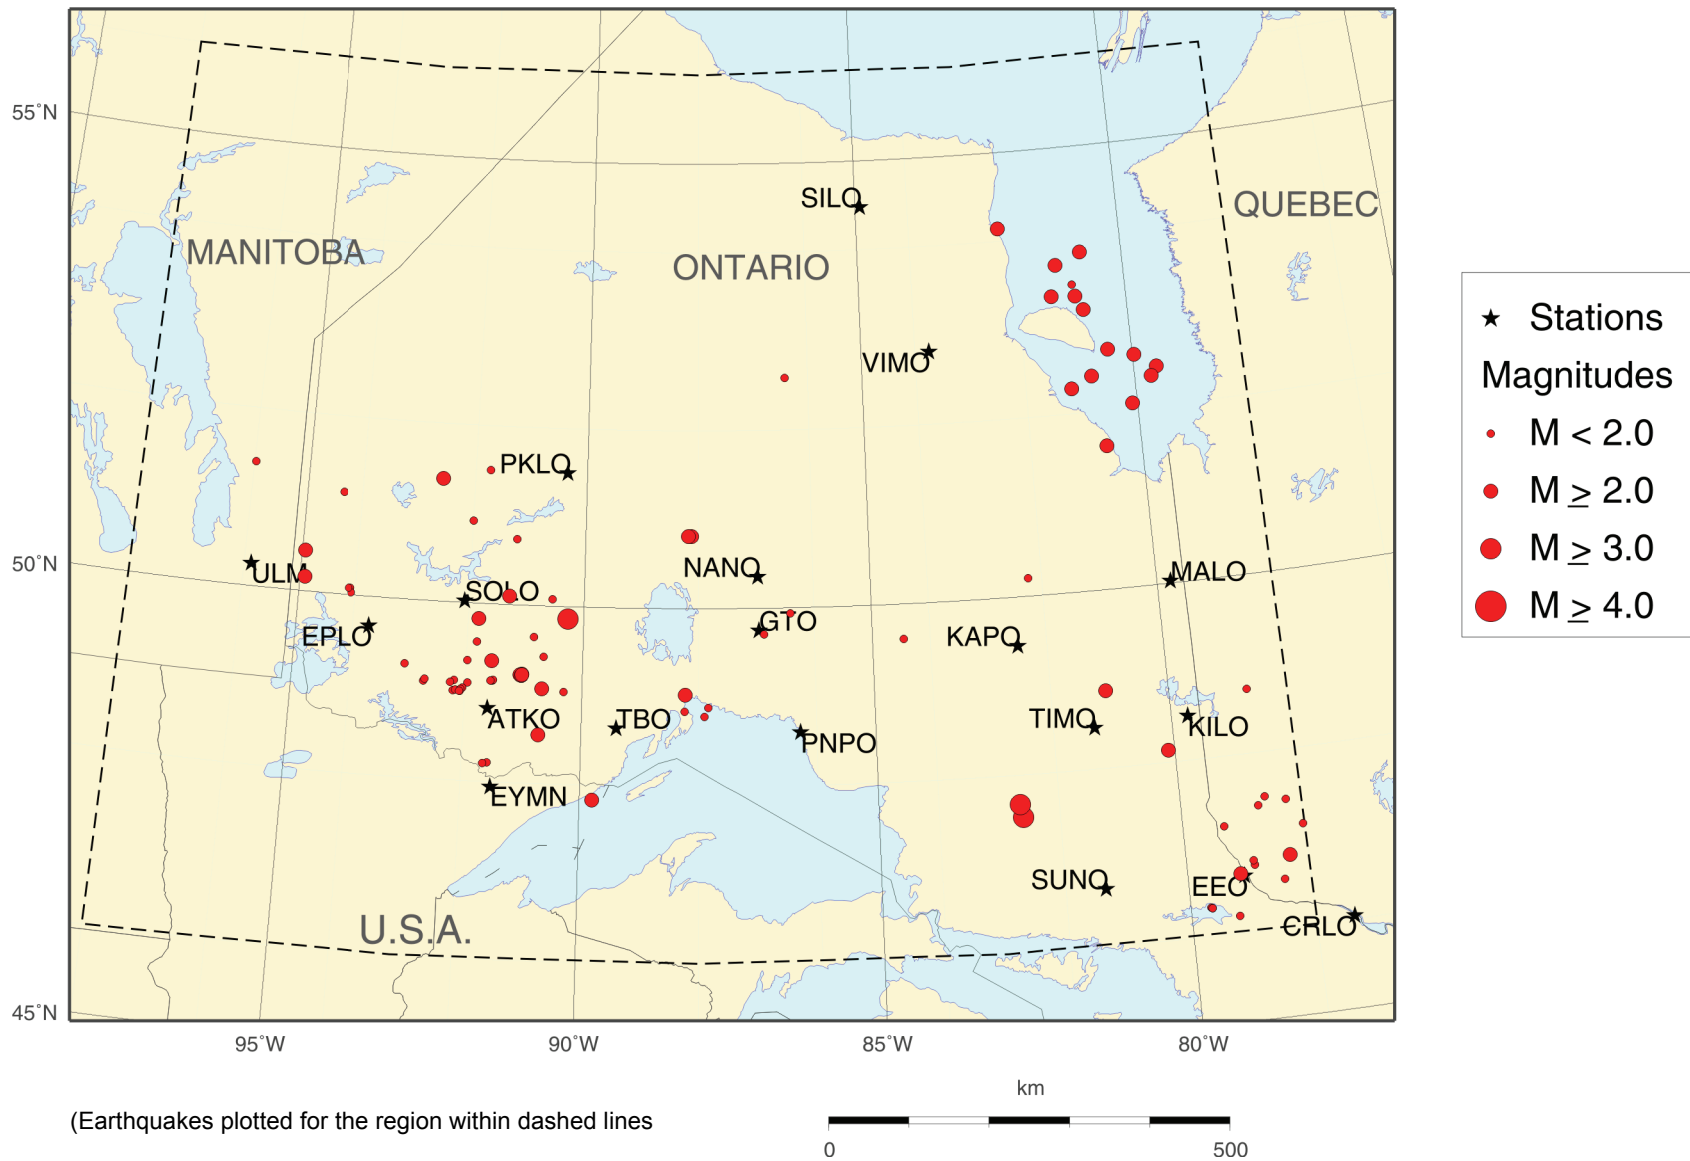 55°N
50°N
45°N
SILO
QUEBEC
MANITOBA
ONTARIO
VIMO
PKLO
ULM
SOLO
NANO
MALO
EPLO
GTO
KAPO
ATKO
TBO
PNPO
TIMO
KILO
EYMN
SUNO
EEO
CRLO
U.S.A.
95°W
90°W
85°W
80°W
Stations
Magnitudes
M < 2.0
M ≥ 2.0
M ≥ 3.0
M ≥ 4.0
km
(Earthquakes plotted for the region within dashed lines
0
500